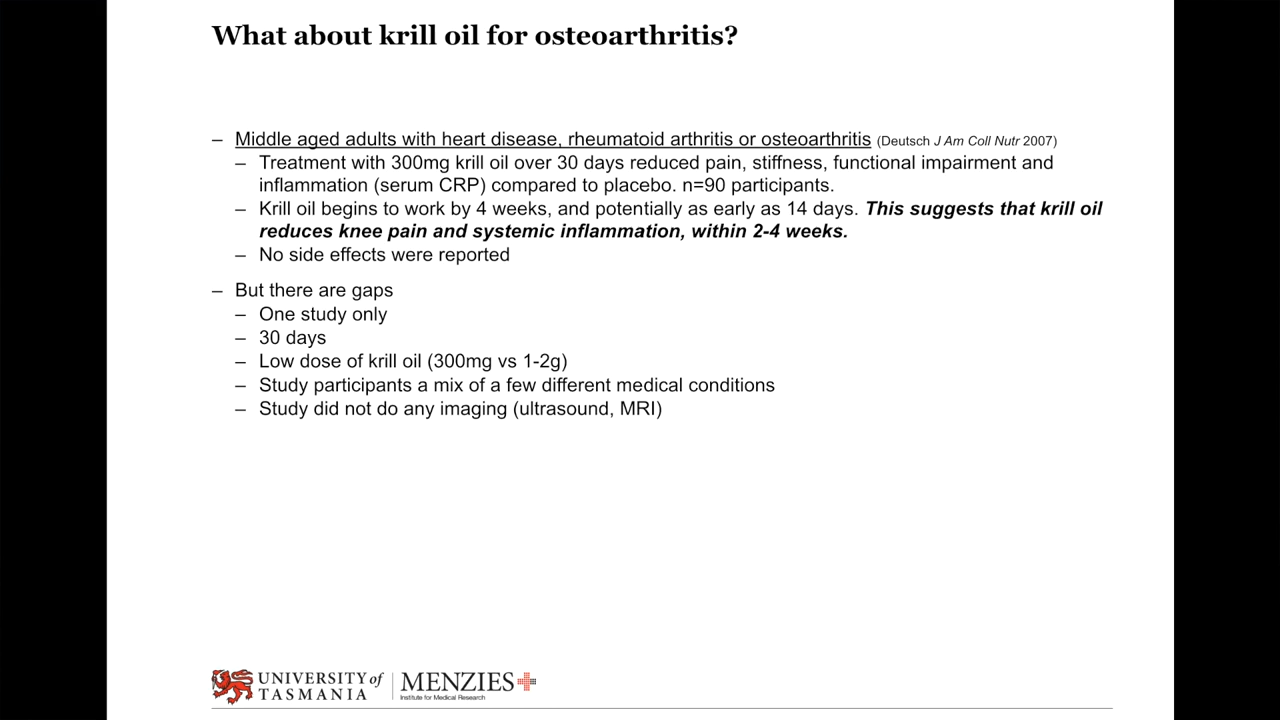 What about krill oil for osteoarthritis?
– Middle aged adults with heart disease, rheumatoid arthritis or osteoarthritis (Deutsch J Am Coll Nutr 2007)
– Treatment with 300mg krill oil over 30 days reduced pain, stiffness, functional impairment and
inflammation (serum CRP) compared to placebo. n=90 participants.
– Krill oil begins to work by 4 weeks, and potentially as early as 14 days. This suggests that krill oil
reduces knee pain and systemic inflammation, within 2-4 weeks.
– No side effects were reported
– But there are gaps
– One study only
– 30 days
– Low dose of krill oil (300mg vs 1-2g)
– Study participants a mix of a few different medical conditions
– Study did not do any imaging (ultrasound, MRI)
UNIVERSITY of
TASMANIA
MENZIES
Institute for Medical Research